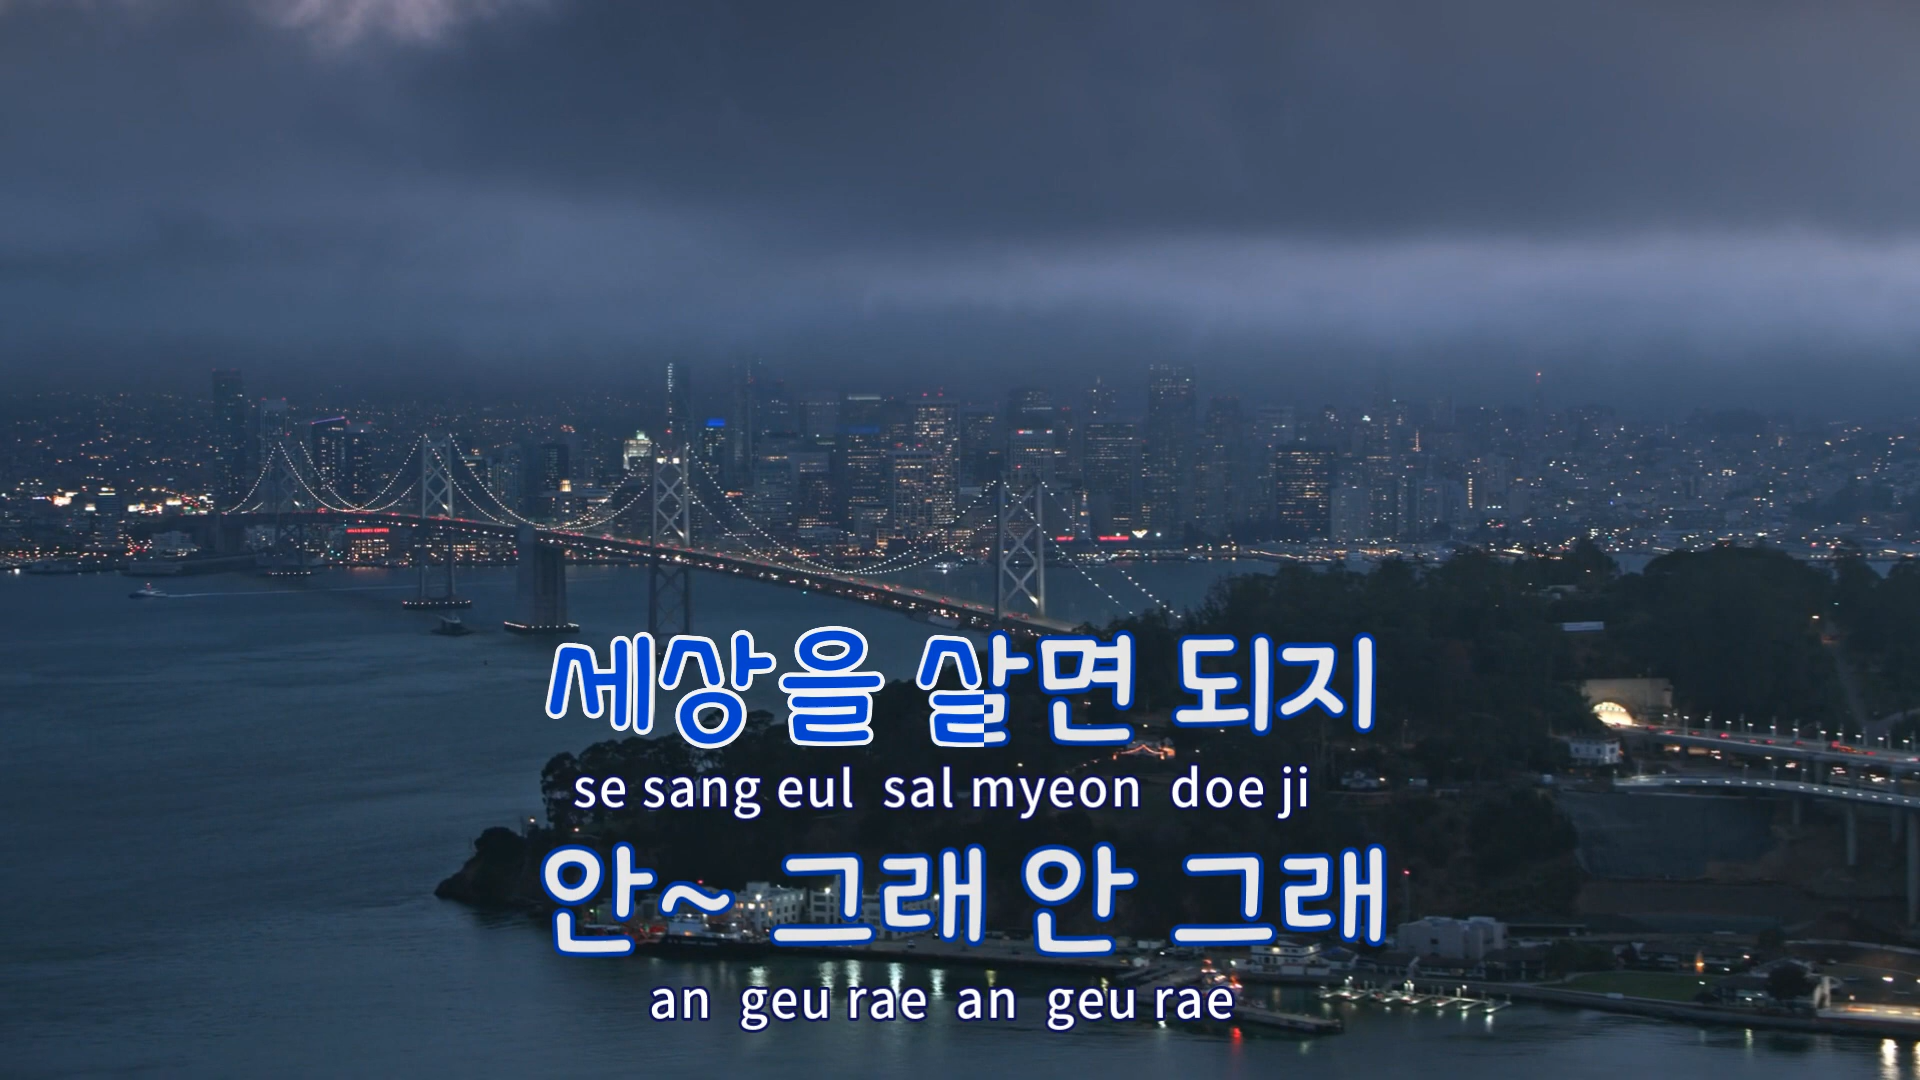 세상을 살면 되지
se sang eul sal myeon doe ji
안~ 그래 안 그래
an geu rae an geu rae